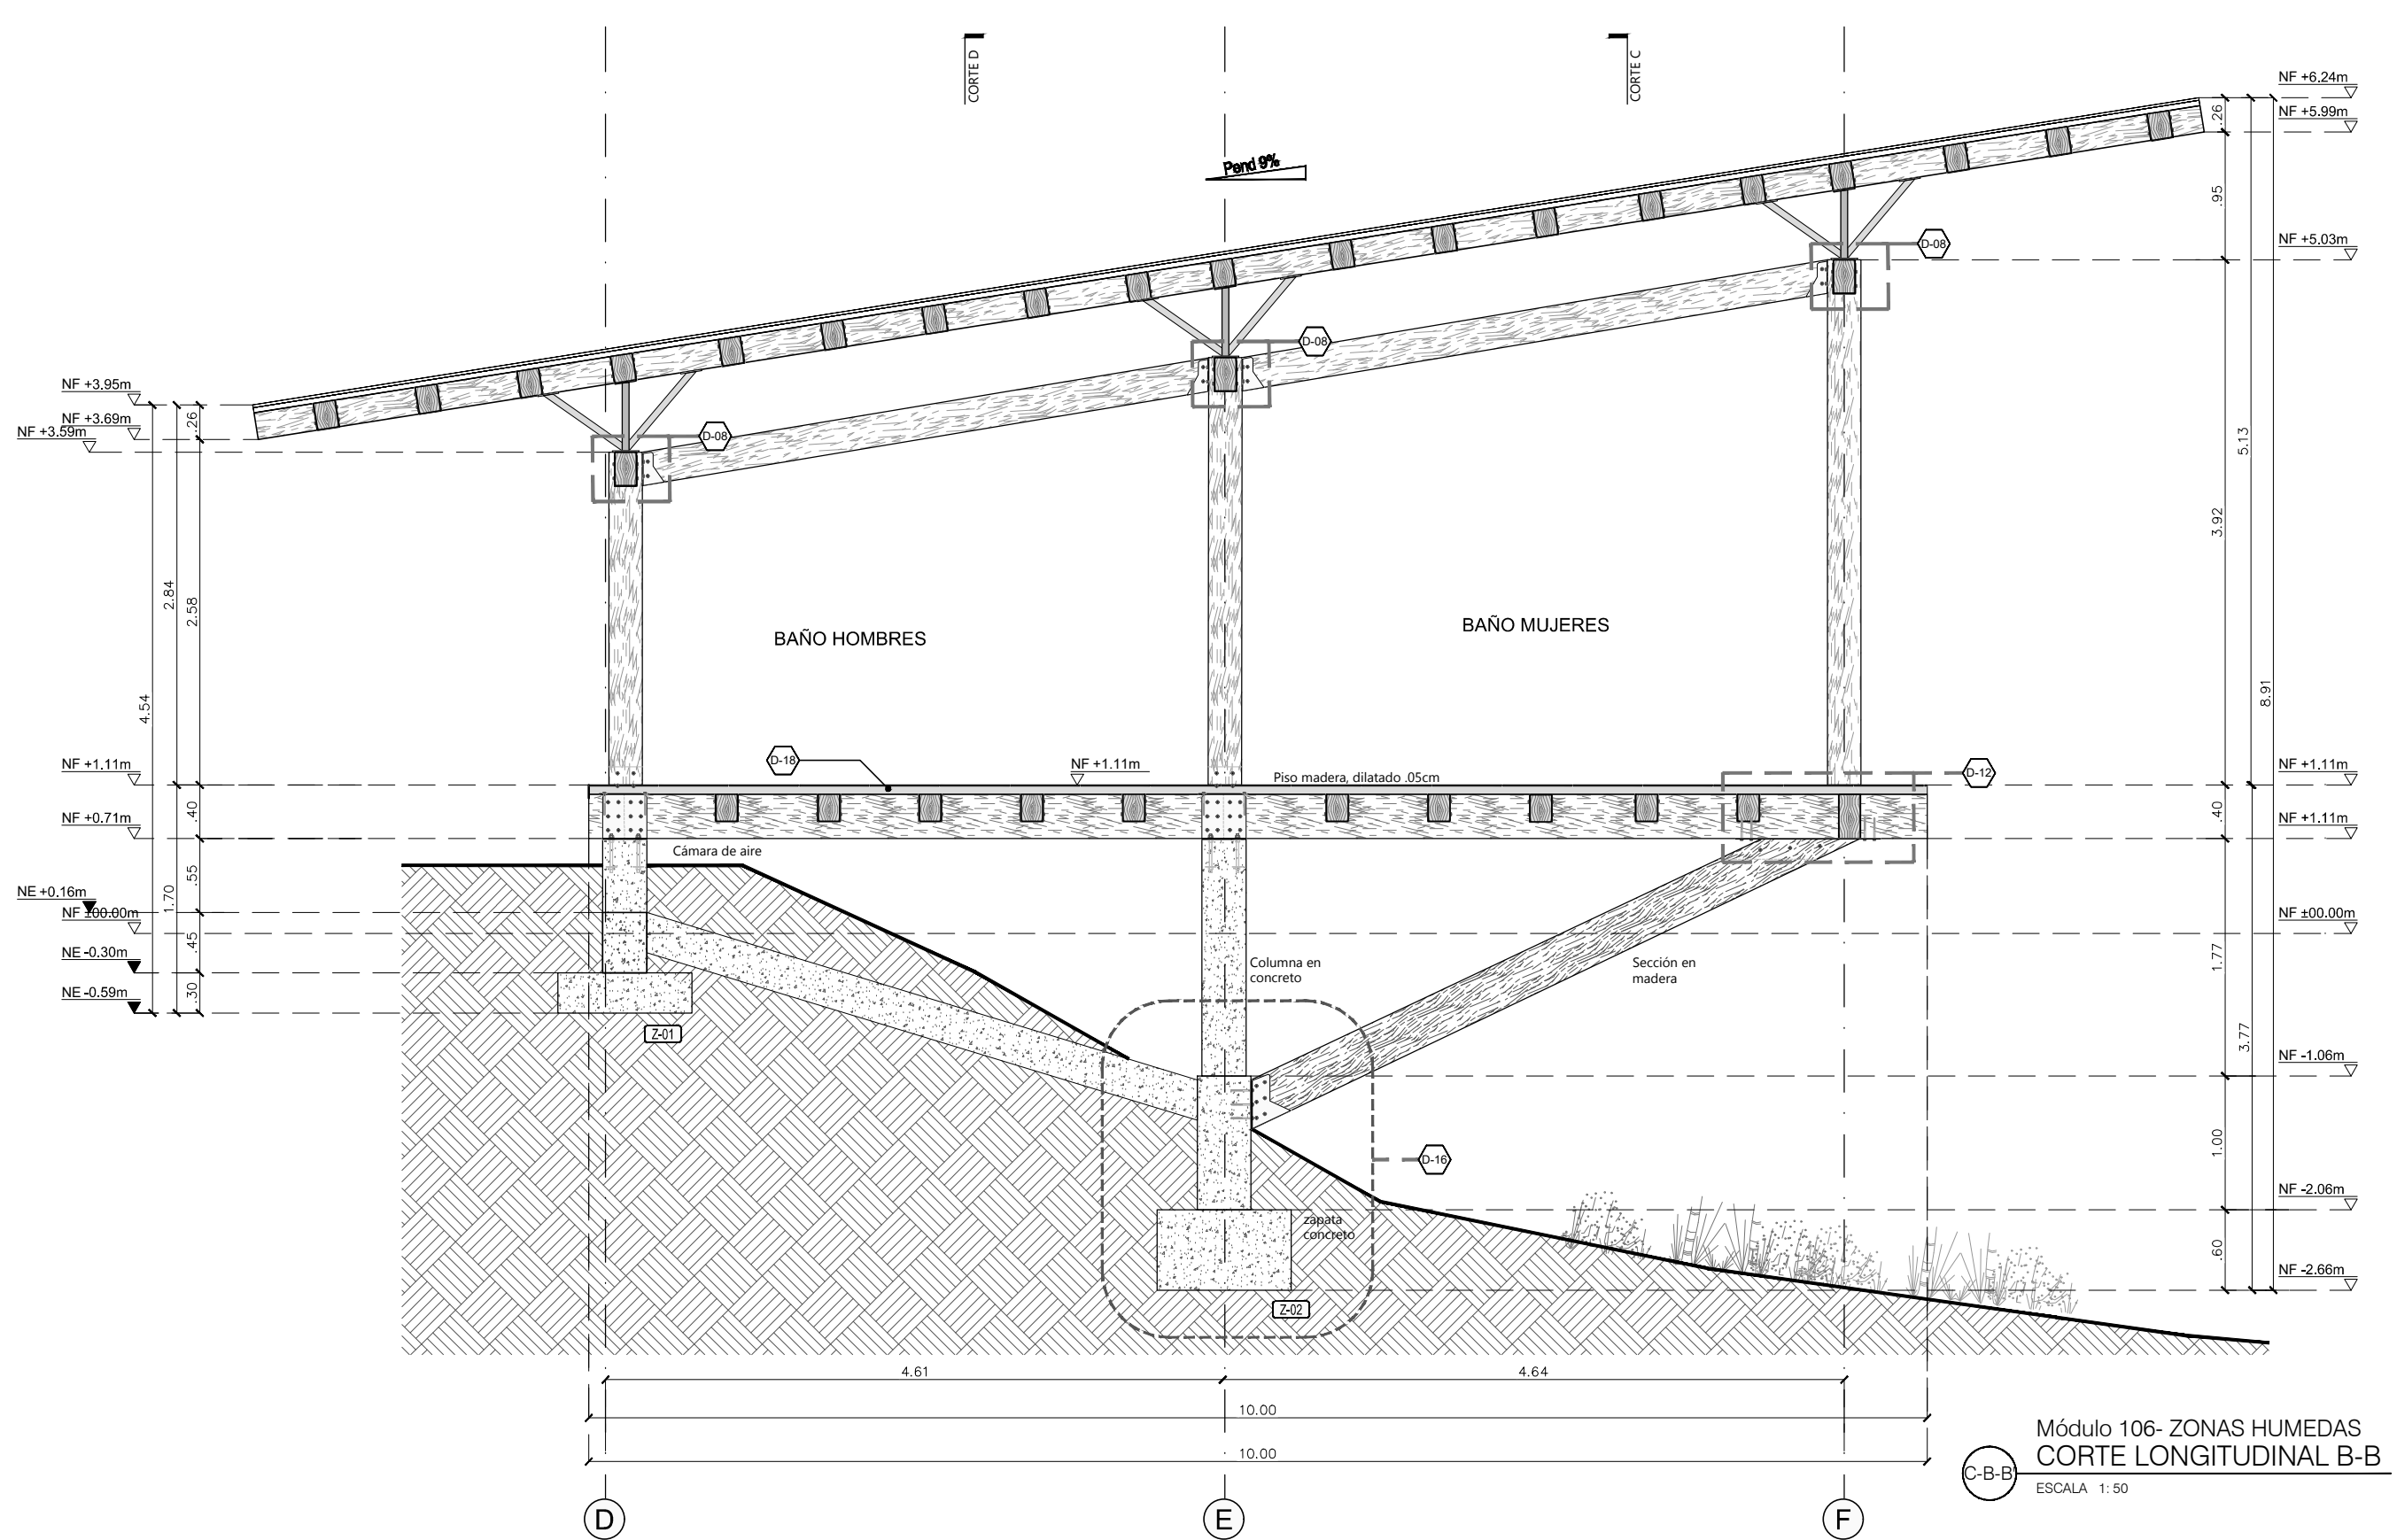 CORTE D
CORTE C
Pend 9%
NF +6.24m
NF +5.99m
NF +5.03m
NF +1.11m
NF +1.11m
NF ±00.00m
NF -1.06m
NF -2.06m
NF -2.66m
.26
.95
3.92
.40
1.77
1.00
.60
5.13
3.77
8.91
NF +3.95m
NF +3.69m
NF +3.59m
NF +1.11m
NF +0.71m
NE +0.16m
NF ±00.00m
NE -0.30m
NE -0.59m
.26
2.58
2.84
4.54
.40
.55
1.70
.45
.30
D-08
D-08
D-08
BAÑO HOMBRES
BAÑO MUJERES
D-18
NF +1.11m
Piso madera, dilatado .05cm
D-12
Cámara de aire
Columna en
concreto
Sección en
madera
Z-01
D-16
zapata
concreto
Z-02
4.61
4.64
10.00
10.00
D
E
F
Módulo 106- ZONAS HUMEDAS
C-B-B'
CORTE LONGITUDINAL B-B
ESCALA 1: 50